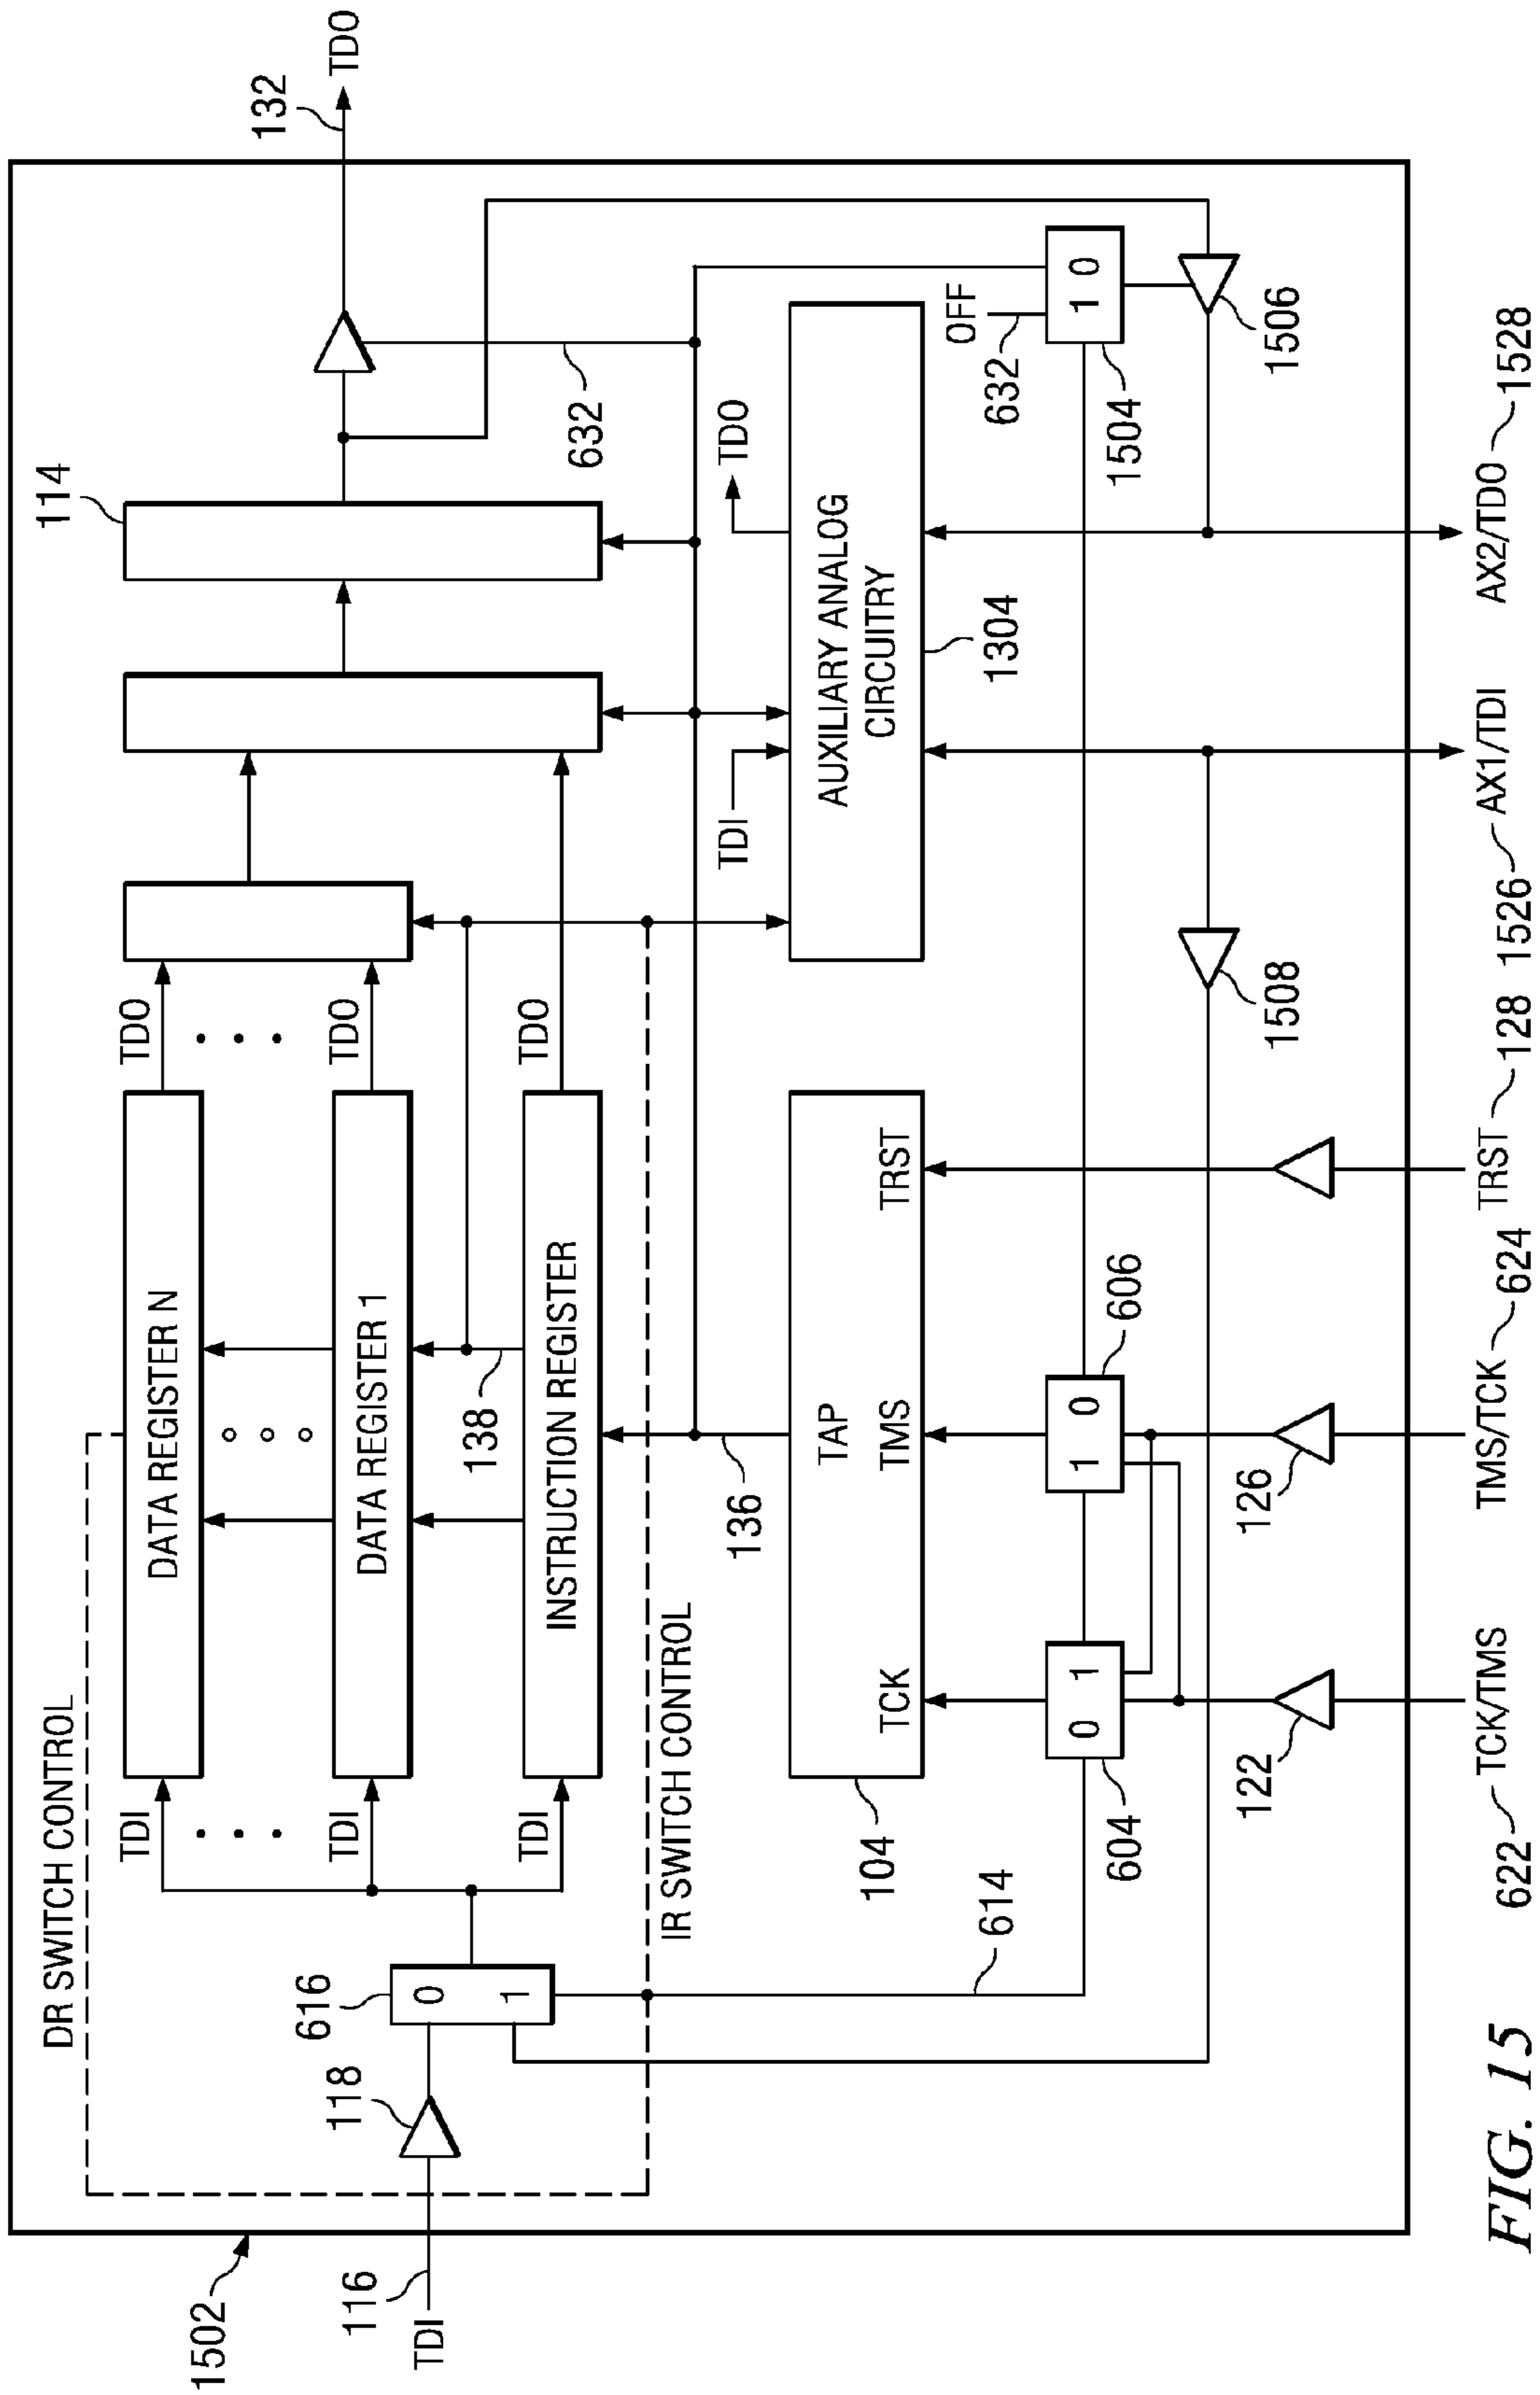 DR SWITCH CONTROL
1502
116
TDI
118
616
0
1
TDI
TDI
TDI
DATA REGISTER N
DATA REGISTER 1
INSTRUCTION REGISTER
138
TDO
TDO
TDO
114
632
132
TDO
IR SWITCH CONTROL
614
136
104
TAP
TCK
TMS
TRST
TDI
TDO
AUXILIARY ANALOG
CIRCUITRY
1304
OFF
632
1 0
1504
1506
0 1
604
1 0
606
122
126
1508
622
TCK/TMS
TMS/TCK
624
TRST
128
1526
AX1/TDI
AX2/TDO
1528
FIG. 15